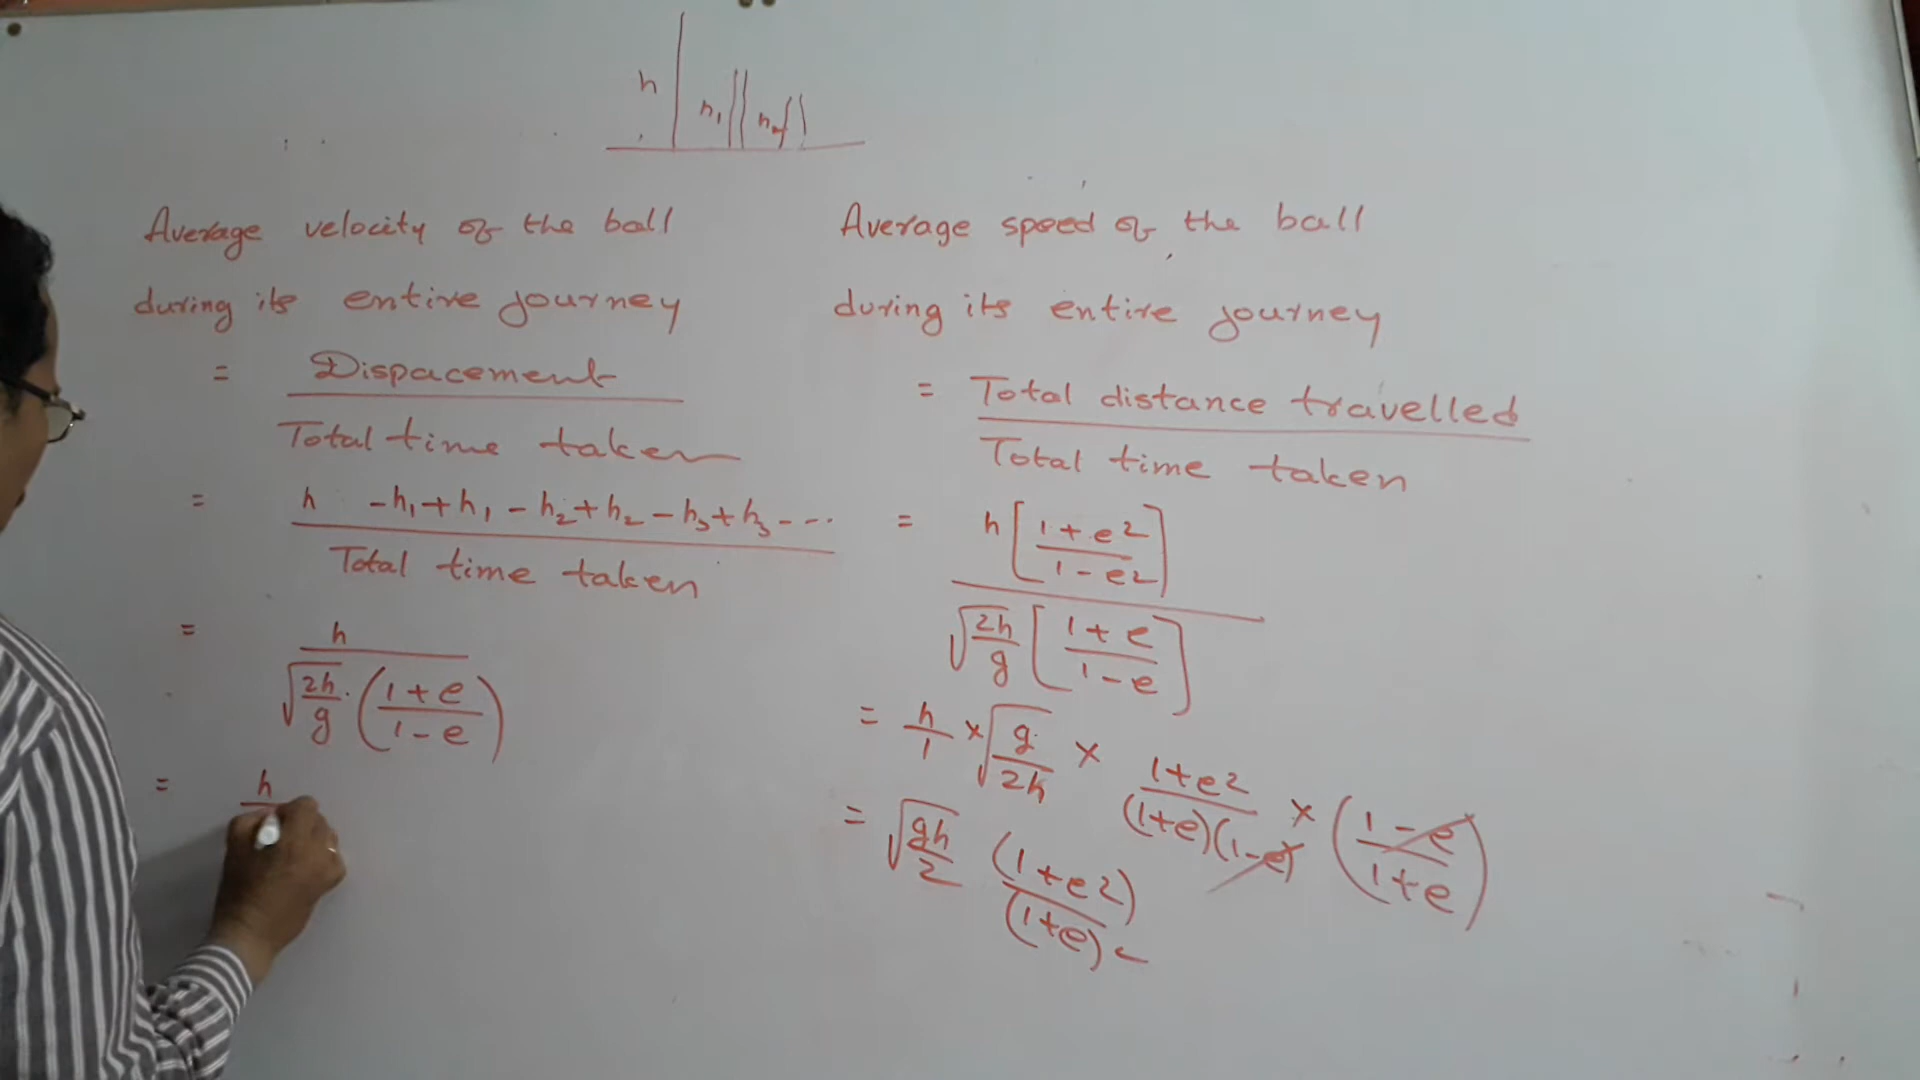 h
h₁
h₂
Average velocity of the ball
during its entire journey
= Dispacement
Total time taken
= h - h₁ + h₁ - h₂ + h₂ - h₃ + h₃ - ...
Total time taken
= h
√(2h/g) · ((1+e)/(1-e))
= h
Average speed of the ball
during its entire journey
= Total distance travelled
Total time taken
= h [(1+e²)/(1-e²)]
√(2h/g) [(1+e)/(1-e)]
= h/1 × √(g/2h) × (1+e²)/((1+e)(1-e)) × ((1-e)/(1+e))
= √(gh/2) (1+e²)/(1+e)²